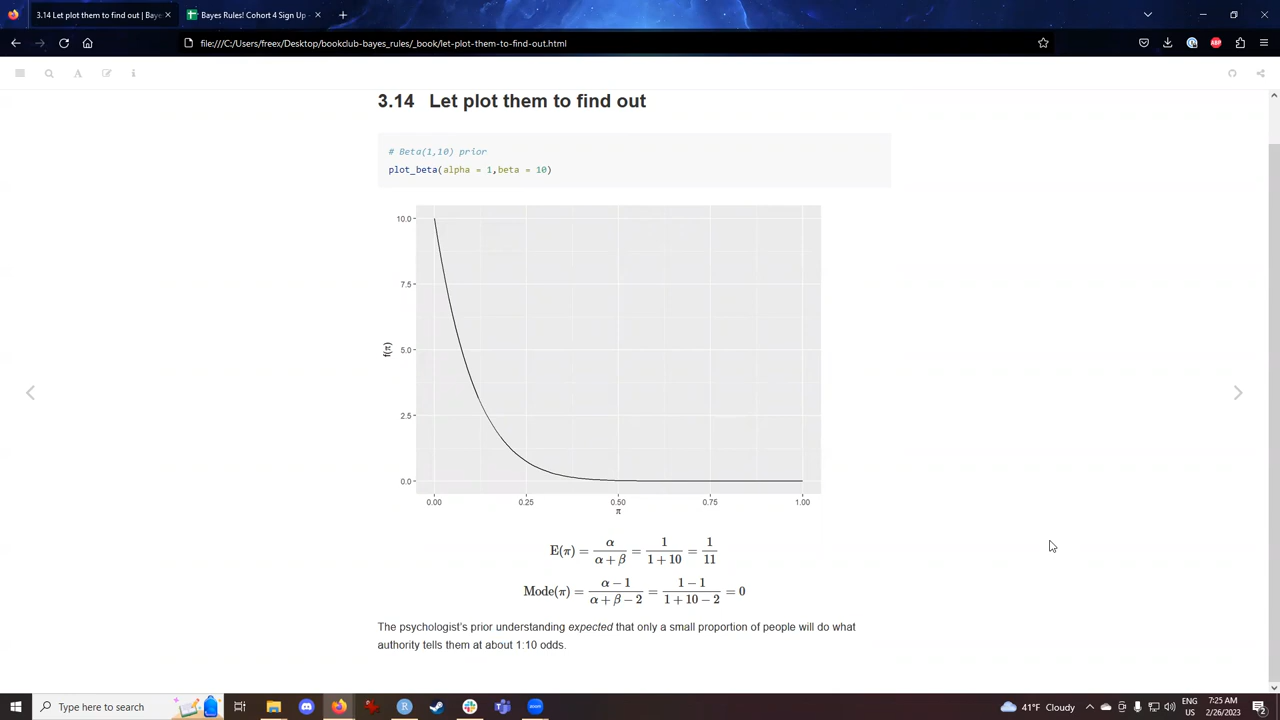 3.14 Let plot them to find out | Baye
Bayes Rules! Cohort 4 Sign Up -
file:///C:/Users/freex/Desktop/bookclub-bayes_rules/_book/let-plot-them-to-find-out.html
3.14 Let plot them to find out
# Beta(1,10) prior
plot_beta(alpha = 1,beta = 10)
10.0
7.5
5.0
2.5
0.0
f(π)
0.00 0.25 0.50 0.75 1.00
π
E(π) = α/(α + β) = 1/(1 + 10) = 1/11
Mode(π) = (α − 1)/(α + β − 2) = (1 − 1)/(1 + 10 − 2) = 0
The psychologist's prior understanding expected that only a small proportion of people will do what
authority tells them at about 1:10 odds.
Type here to search
zoom
41°F Cloudy
ENG
US
7:25 AM
2/26/2023
2